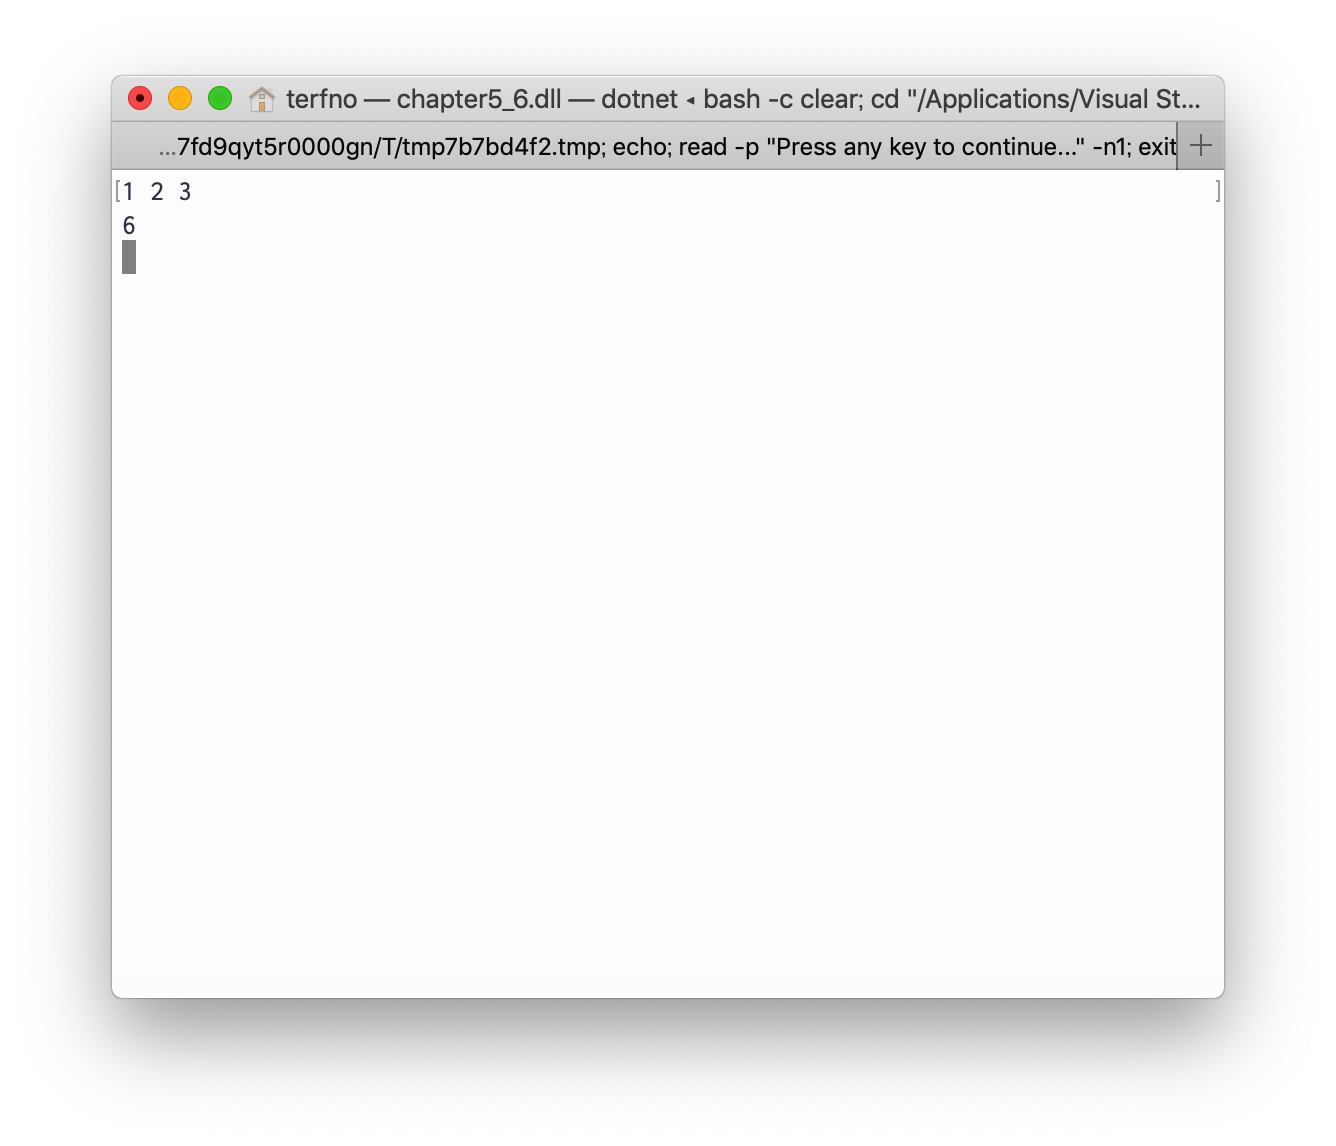 terfno — chapter5_6.dll — dotnet ◂ bash -c clear; cd "/Applications/Visual St...
...7fd9qyt5r0000gn/T/tmp7b7bd4f2.tmp; echo; read -p "Press any key to continue..." -n1; exit
[1 2 3 ]
6